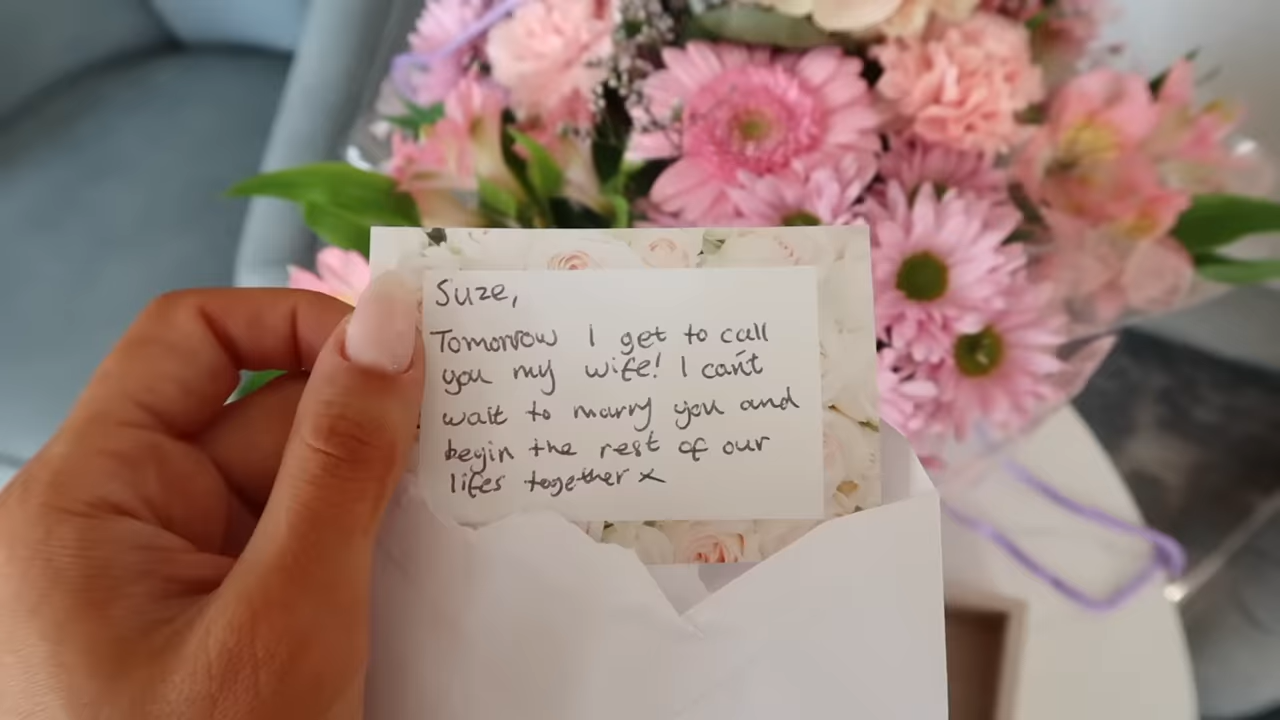 Suze,
Tomorrow I get to call
you my wife! I can't
wait to marry you and
begin the rest of our
lifes together x